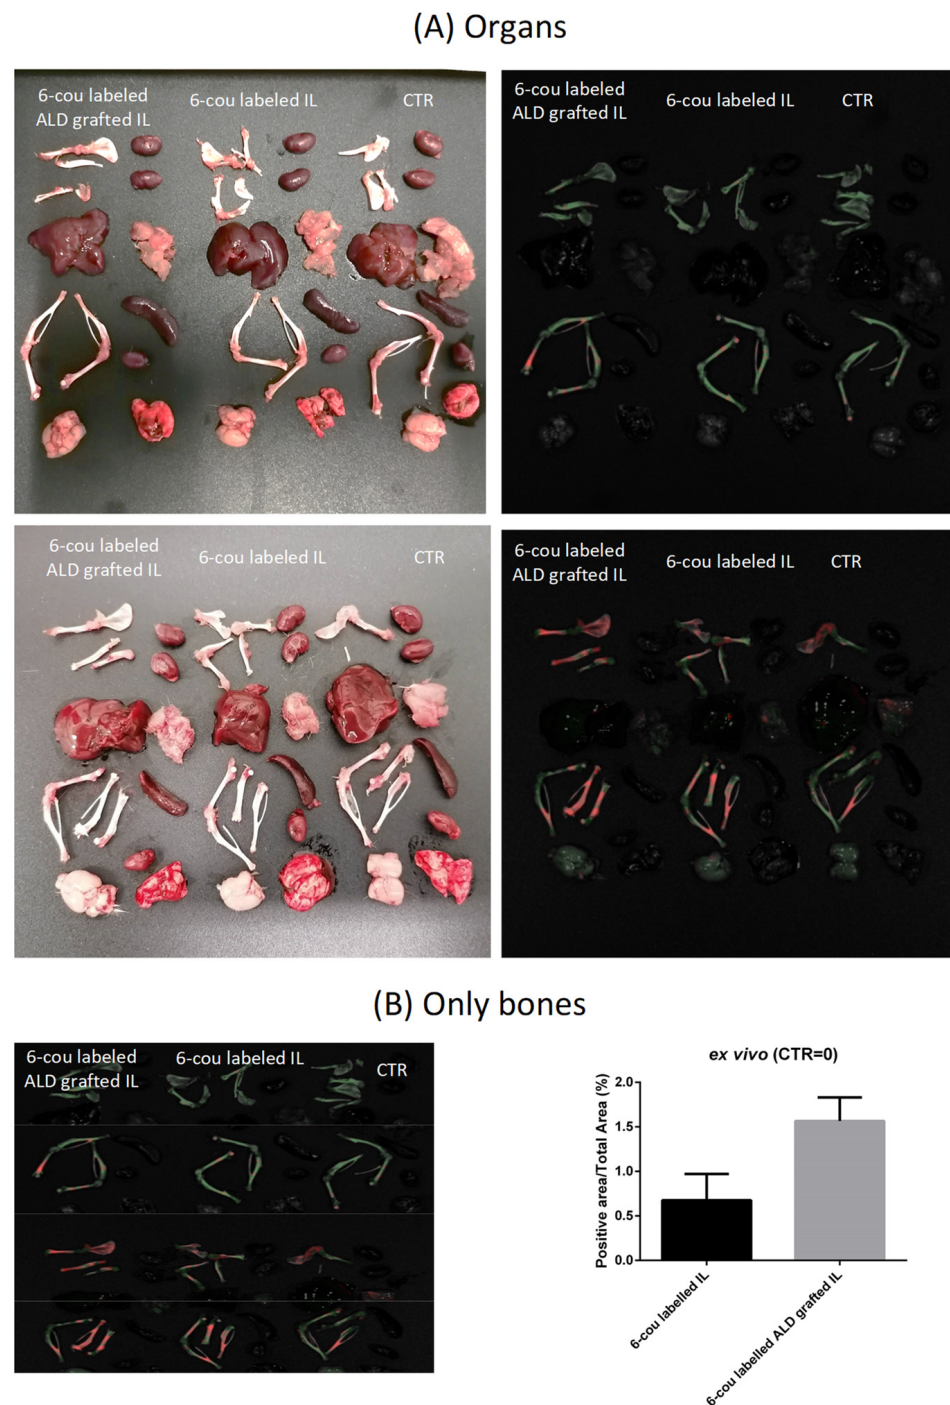 (A) Organs
6-cou labeled
ALD grafted IL
6-cou labeled IL
CTR
6-cou labeled
ALD grafted IL
6-cou labeled IL
CTR
6-cou labeled
ALD grafted IL
6-cou labeled IL
CTR
6-cou labeled
ALD grafted IL
6-cou labeled IL
CTR
(B) Only bones
6-cou labeled
ALD grafted IL
6-cou labeled IL
CTR
ex vivo (CTR=0)
Positive area/Total Area (%)
2.0
1.5
1.0
0.5
0.0
6-cou labelled IL
6-cou labelled ALD grafted IL